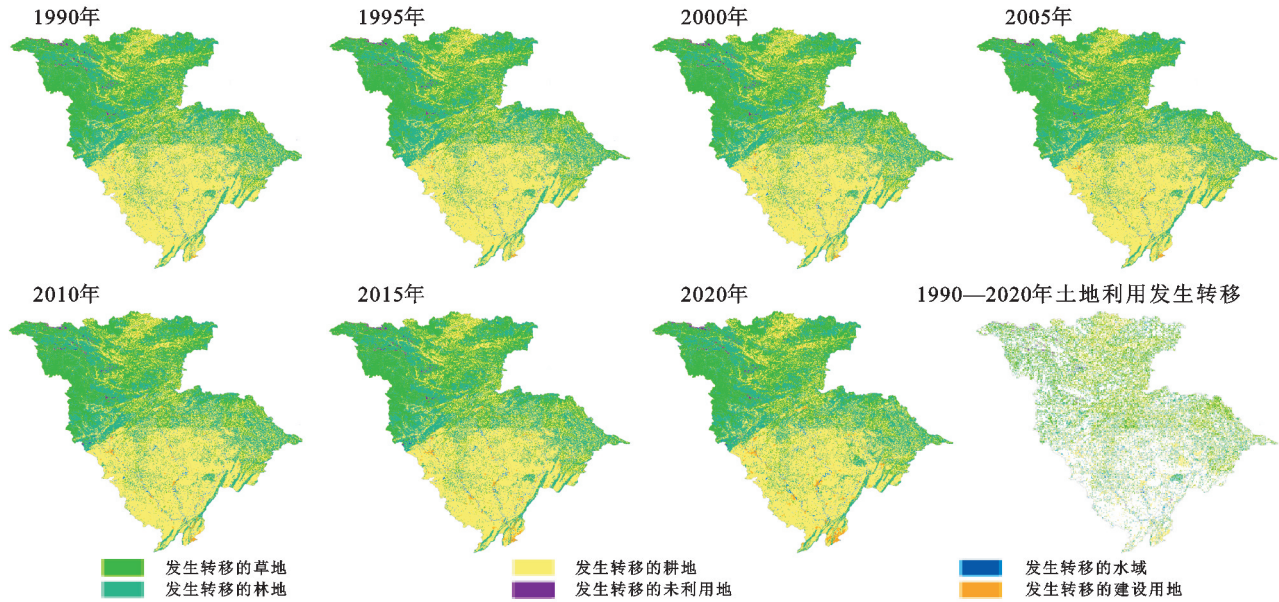 1990年
1995年
2000年
2005年
2010年
2015年
2020年
1990—2020年土地利用发生转移
发生转移的草地
发生转移的耕地
发生转移的水域
发生转移的林地
发生转移的未利用地
发生转移的建设用地